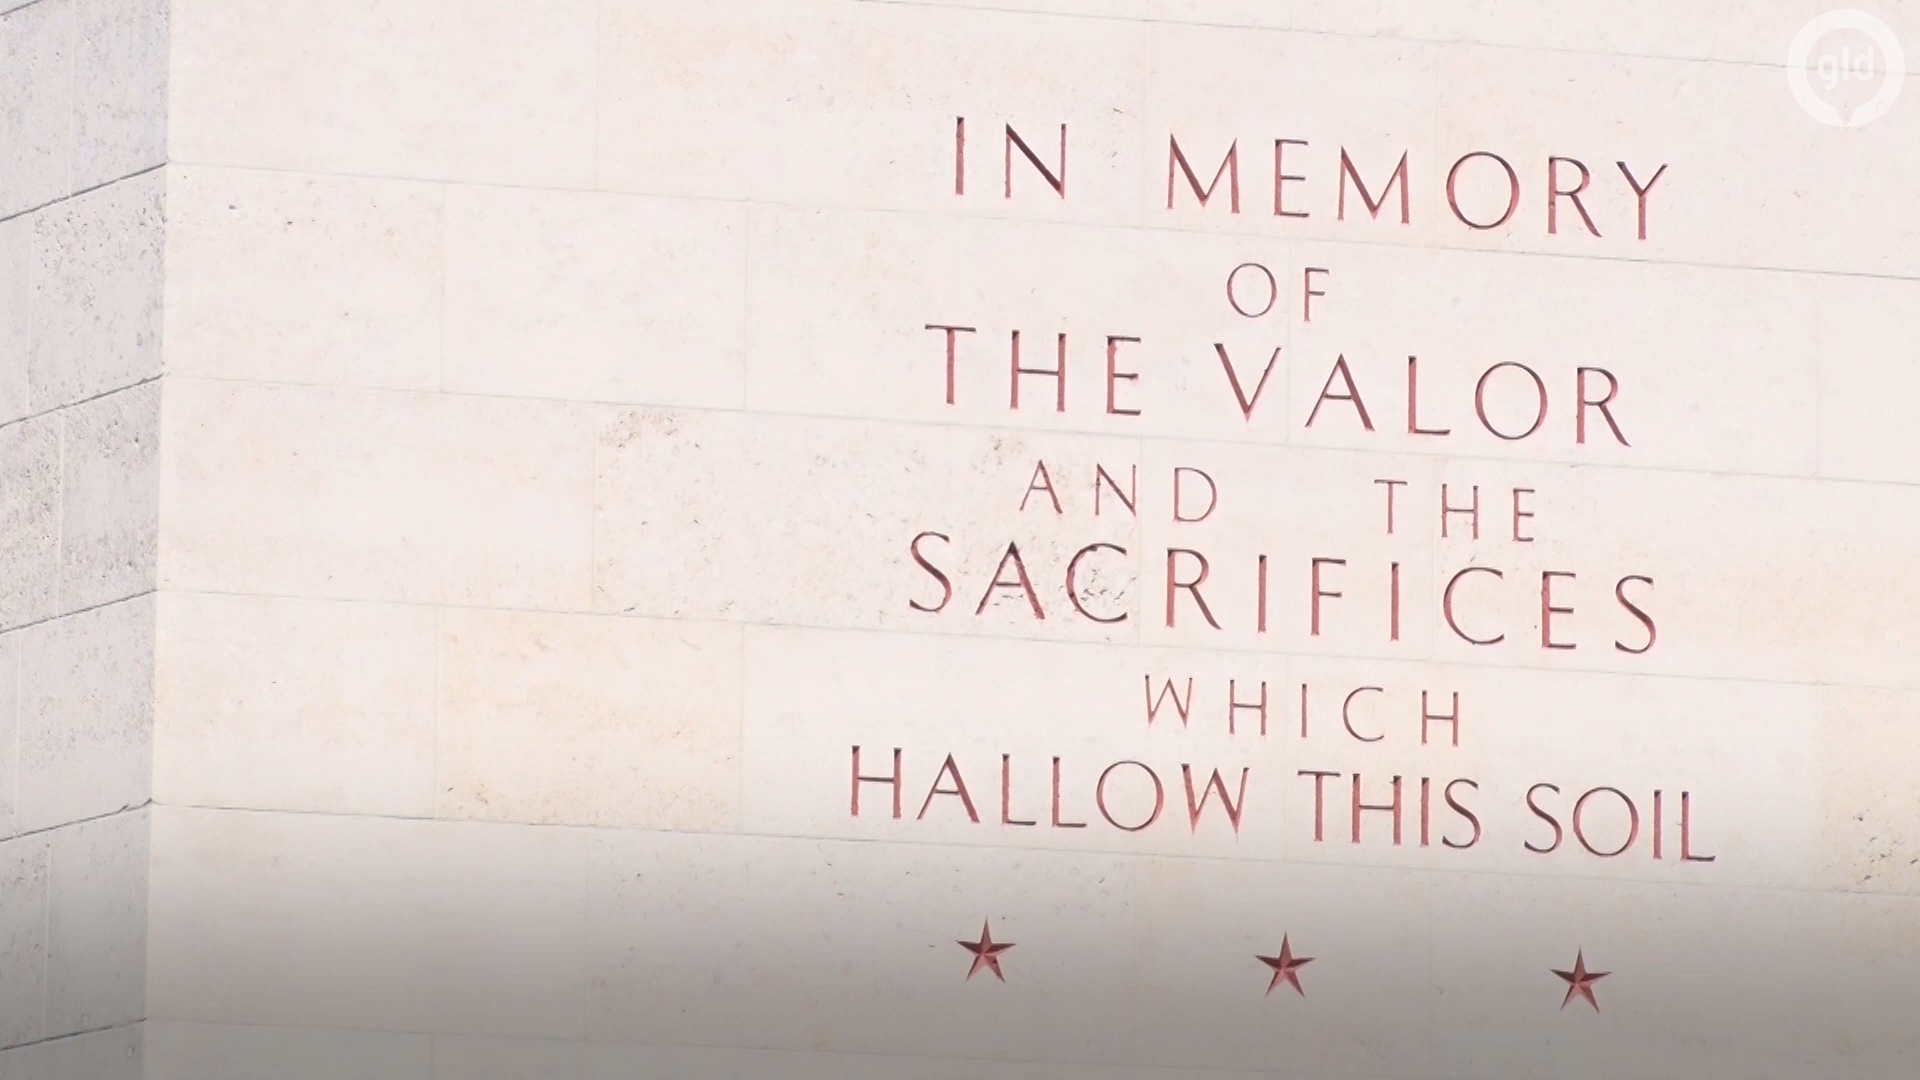 gld
IN MEMORY
OF
THE VALOR
AND THE
SACRIFICES
WHICH
HALLOW THIS SOIL